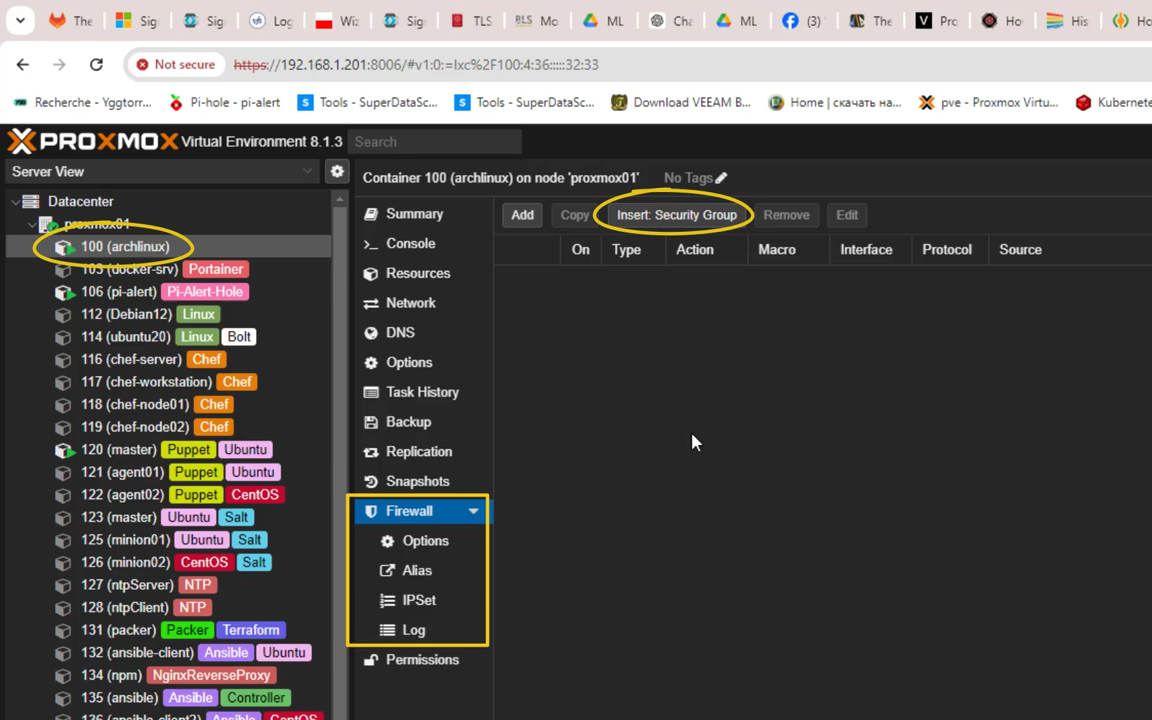 The
Sig
Sig
Log
Wiz
Sig
TLS
BLS Mo
ML
Cha
ML
(3)
The
Pro
Ho
His
Ho
Not secure https://192.168.1.201:8006/#v1:0:=lxc%2F100:4:36:::::32:33
Recherche - Yggtorr...
Pi-hole - pi-alert
Tools - SuperDataSc...
Tools - SuperDataSc...
Download VEEAM B...
Home | скачать на...
pve - Proxmox Virtu...
Kubernete
PROXMOX Virtual Environment 8.1.3 Search
Server View
Container 100 (archlinux) on node 'proxmox01' No Tags
Datacenter
proxmox01
100 (archlinux)
103 (docker-srv) Portainer
106 (pi-alert) Pi-Alert-Hole
112 (Debian12) Linux
114 (ubuntu20) Linux Bolt
116 (chef-server) Chef
117 (chef-workstation) Chef
118 (chef-node01) Chef
119 (chef-node02) Chef
120 (master) Puppet Ubuntu
121 (agent01) Puppet Ubuntu
122 (agent02) Puppet CentOS
123 (master) Ubuntu Salt
125 (minion01) Ubuntu Salt
126 (minion02) CentOS Salt
127 (ntpServer) NTP
128 (ntpClient) NTP
131 (packer) Packer Terraform
132 (ansible-client) Ansible Ubuntu
134 (npm) NginxReverseProxy
135 (ansible) Ansible Controller
136 (ansible-client2) Ansible CentOS
Summary
Console
Resources
Network
DNS
Options
Task History
Backup
Replication
Snapshots
Firewall
Options
Alias
IPSet
Log
Permissions
Add Copy Insert: Security Group Remove Edit
On Type Action Macro Interface Protocol Source